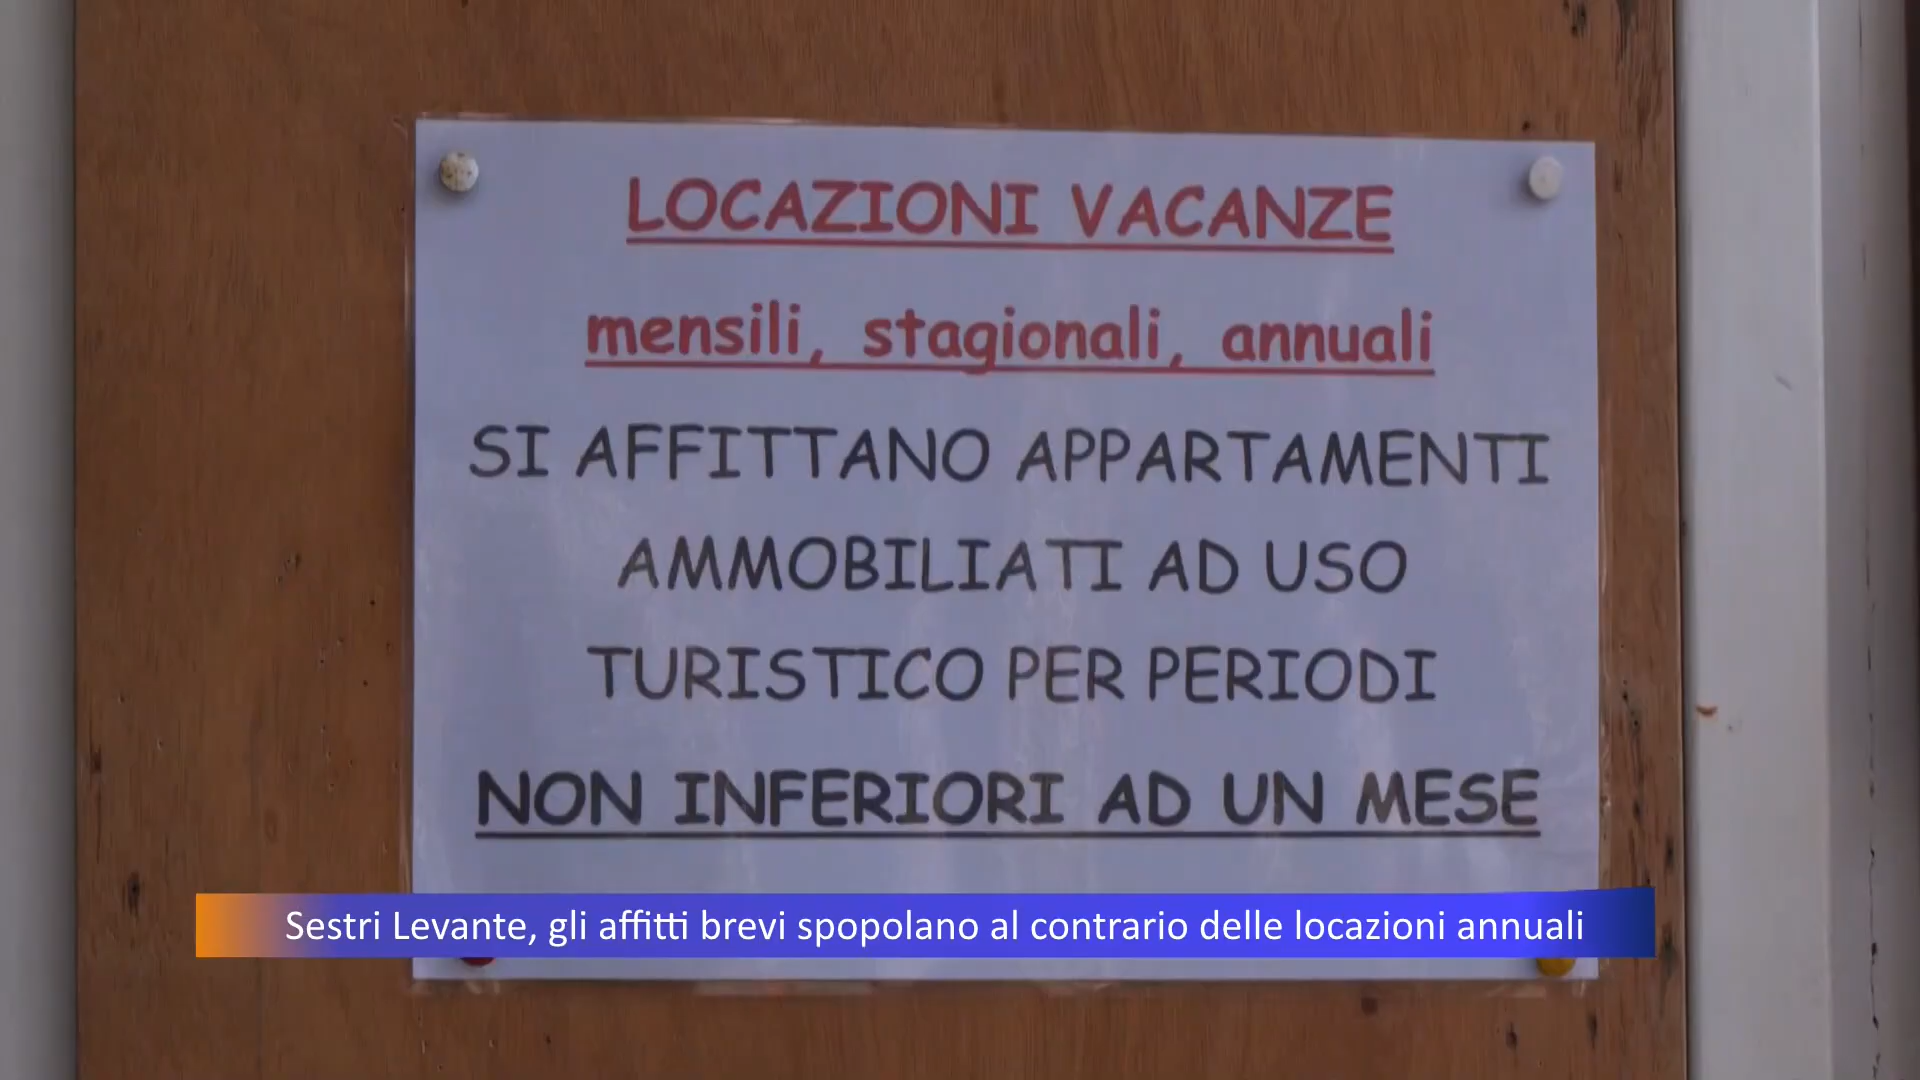 LOCAZIONI VACANZE
mensili, stagionali, annuali
SI AFFITTANO APPARTAMENTI
AMMOBILIATI AD USO
TURISTICO PER PERIODI
NON INFERIORI AD UN MESE
Sestri Levante, gli affitti brevi spopolano al contrario delle locazioni annuali